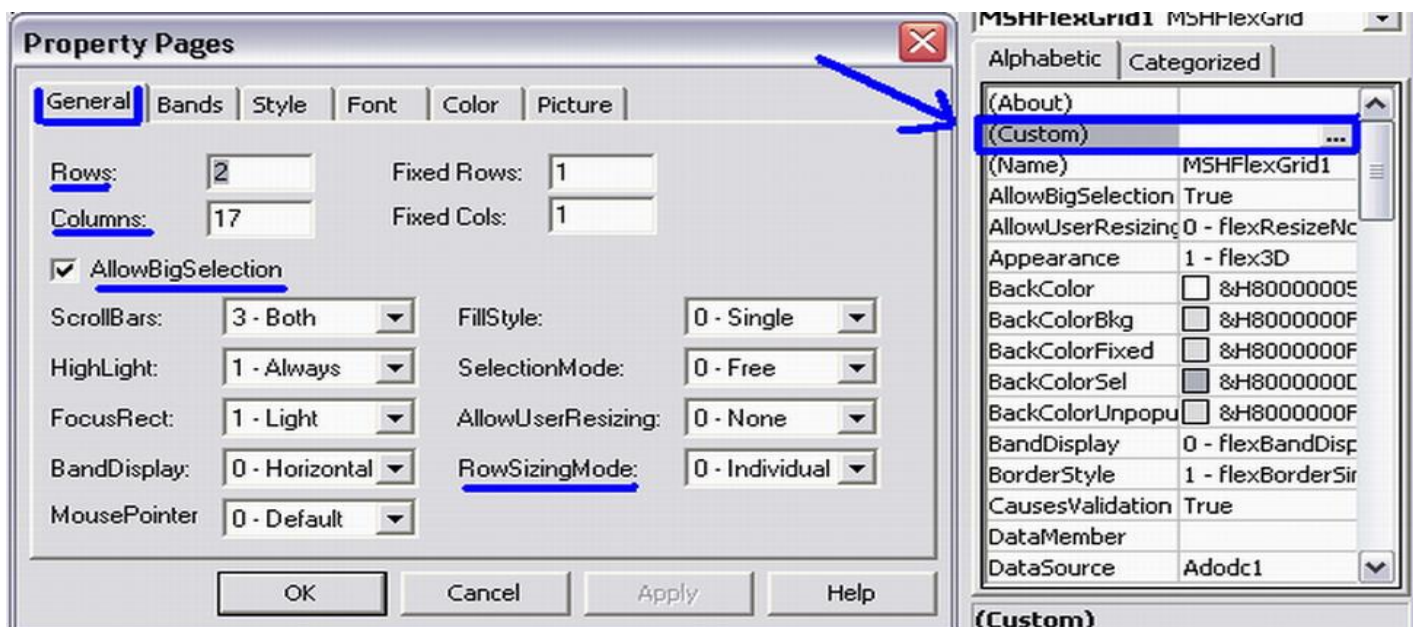 Property Pages
General Bands Style Font Color Picture
Rows: 2 Fixed Rows: 1
Columns: 17 Fixed Cols: 1
AllowBigSelection
ScrollBars: 3 - Both FillStyle: 0 - Single
HighLight: 1 - Always SelectionMode: 0 - Free
FocusRect: 1 - Light AllowUserResizing: 0 - None
BandDisplay: 0 - Horizontal RowSizingMode: 0 - Individual
MousePointer 0 - Default
OK Cancel Apply Help
MSHFlexGrid1 MSHFlexGrid
Alphabetic Categorized
(About)
(Custom) ...
(Name) MSHFlexGrid1
AllowBigSelection True
AllowUserResizing 0 - flexResizeNo
Appearance 1 - flex3D
BackColor &H80000005
BackColorBkg &H8000000F
BackColorFixed &H8000000F
BackColorSel &H8000000D
BackColorUnpopu &H8000000F
BandDisplay 0 - flexBandDisp
BorderStyle 1 - flexBorderSin
CausesValidation True
DataMember
DataSource Adodc1
(Custom)